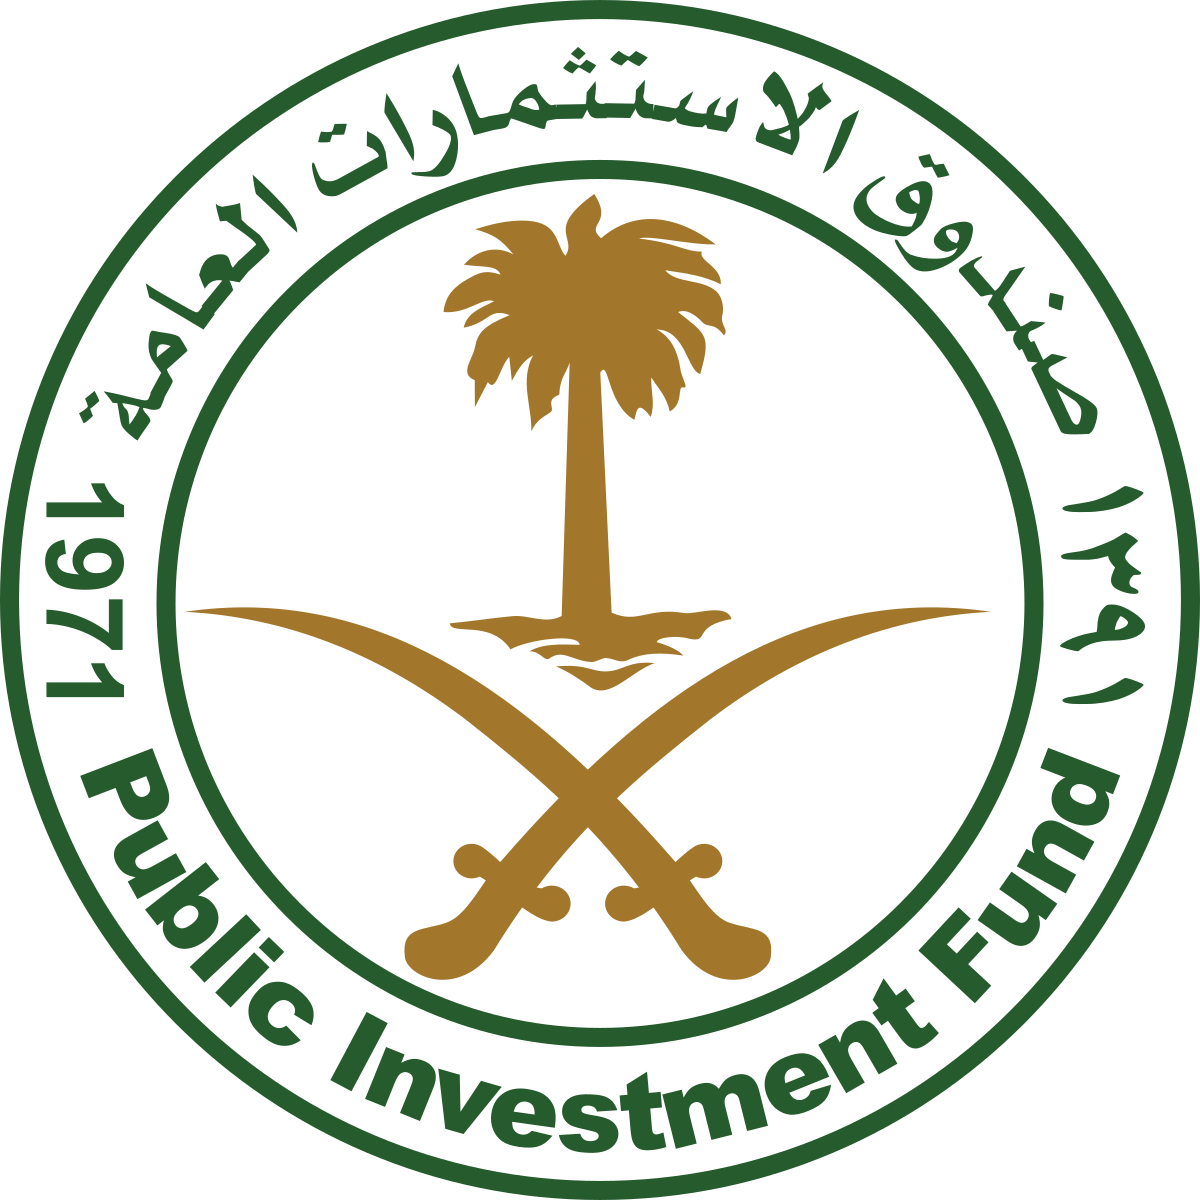 صندوق الاستثمارات العامة
١٣٩١
1971
Public Investment Fund